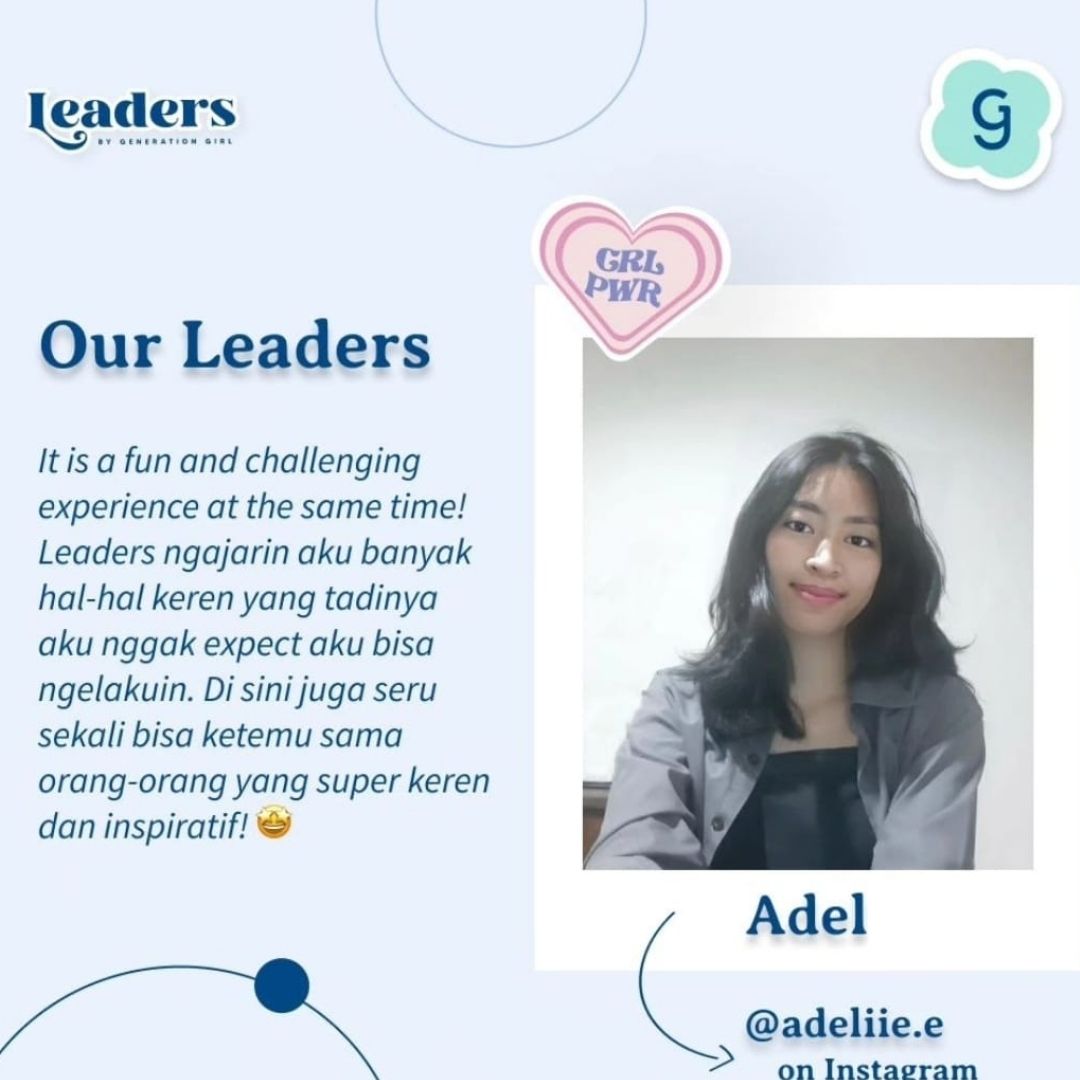 Leaders
BY GENERATION GIRL
g
GRL
PWR
Our Leaders
It is a fun and challenging
experience at the same time!
Leaders ngajarin aku banyak
hal-hal keren yang tadinya
aku nggak expect aku bisa
ngelakuin. Di sini juga seru
sekali bisa ketemu sama
orang-orang yang super keren
dan inspiratif! 🤩
Adel
@adeliie.e
on Instagram